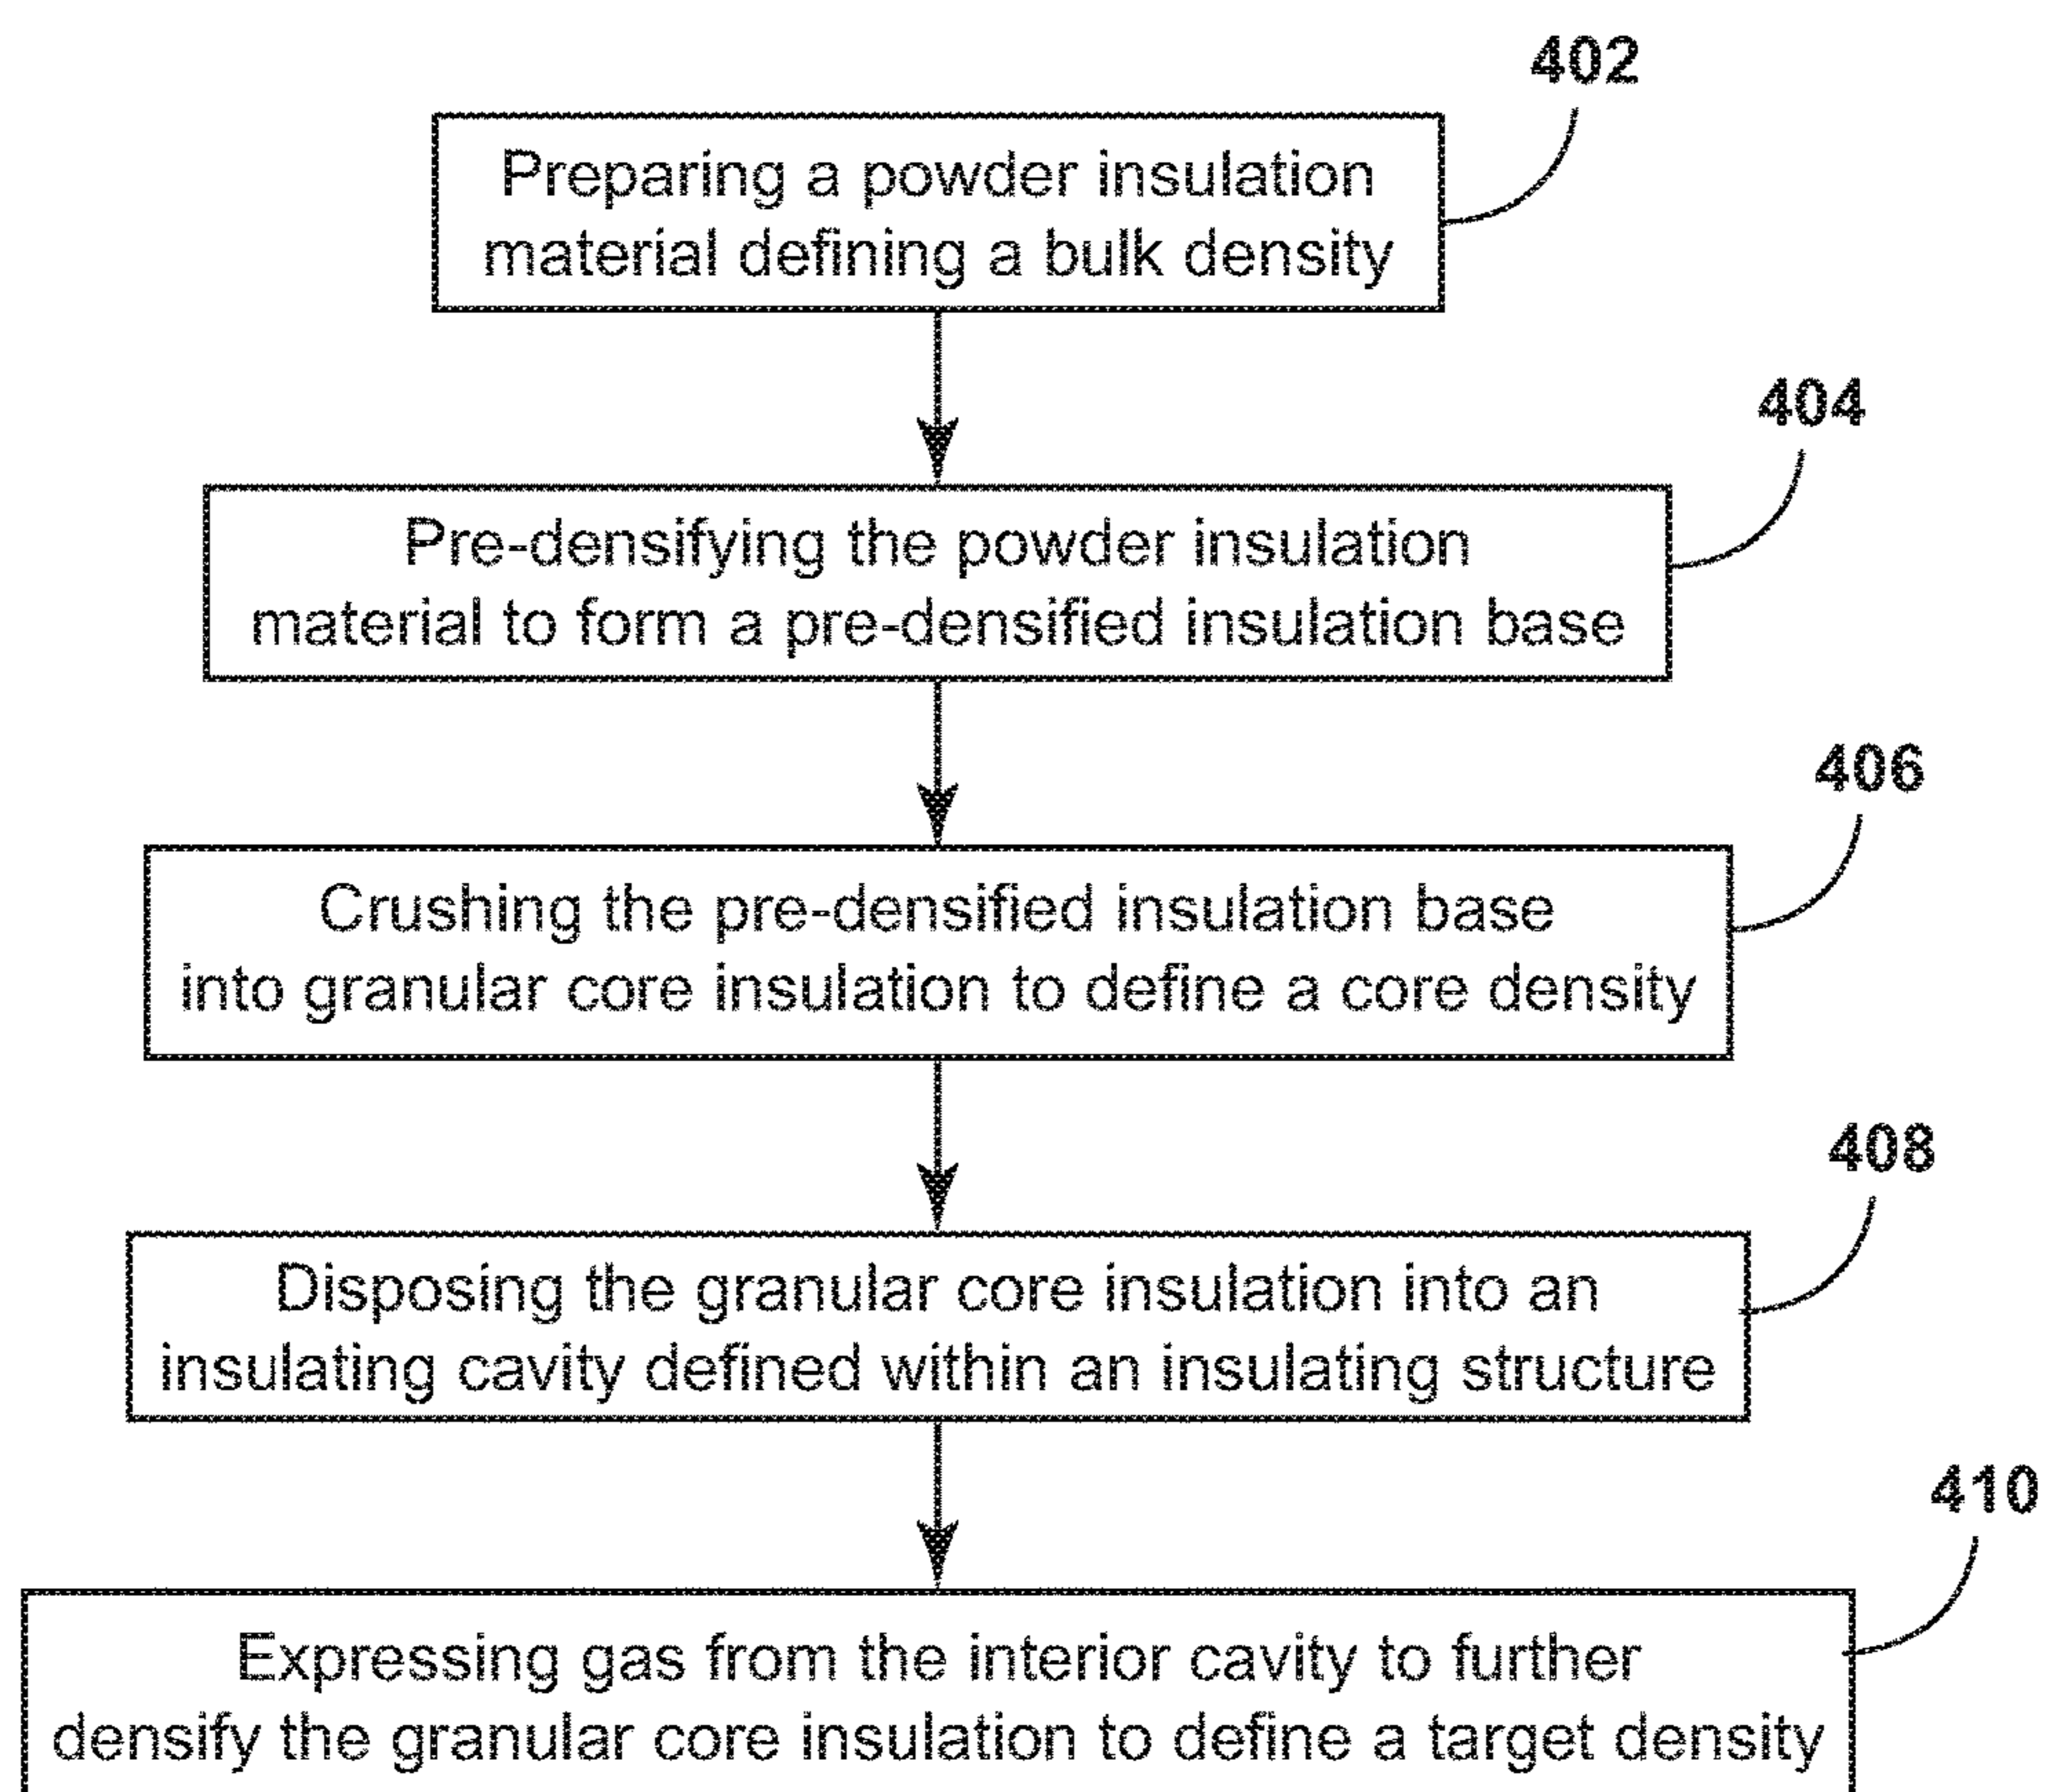 402
Preparing a powder insulation
material defining a bulk density
404
Pre-densifying the powder insulation
material to form a pre-densified insulation base
406
Crushing the pre-densified insulation base
into granular core insulation to define a core density
408
Disposing the granular core insulation into an
insulating cavity defined within an insulating structure
410
Expressing gas from the interior cavity to further
densify the granular core insulation to define a target density